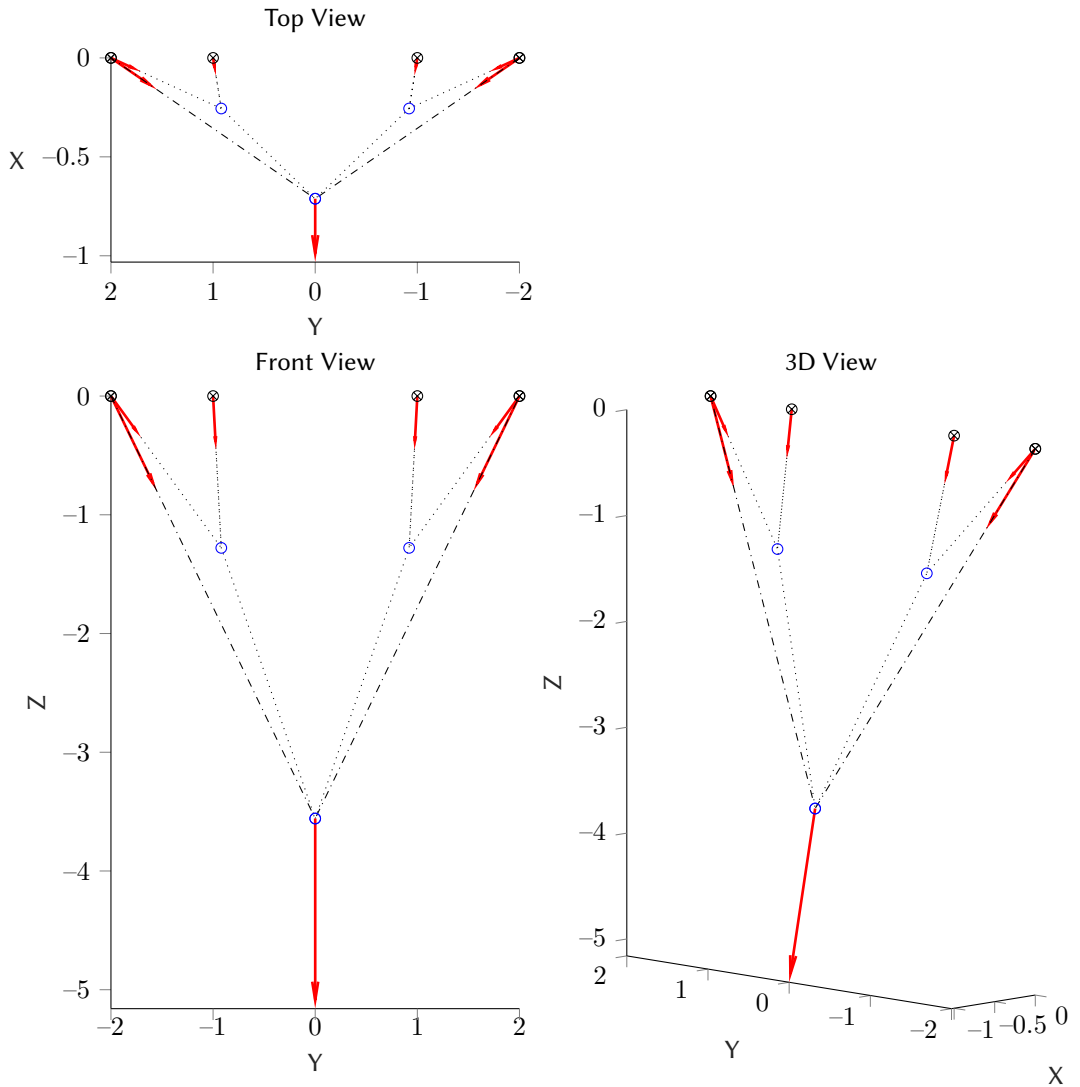 Top View
0
–0.5
–1
X
2 1 0 –1 –2
Y
Front View
0
–1
–2
–3
–4
–5
Z
–2 –1 0 1 2
Y
3D View
0
–1
–2
–3
–4
–5
Z
2 1 0 –1 –2
Y
–1 –0.5 0
X